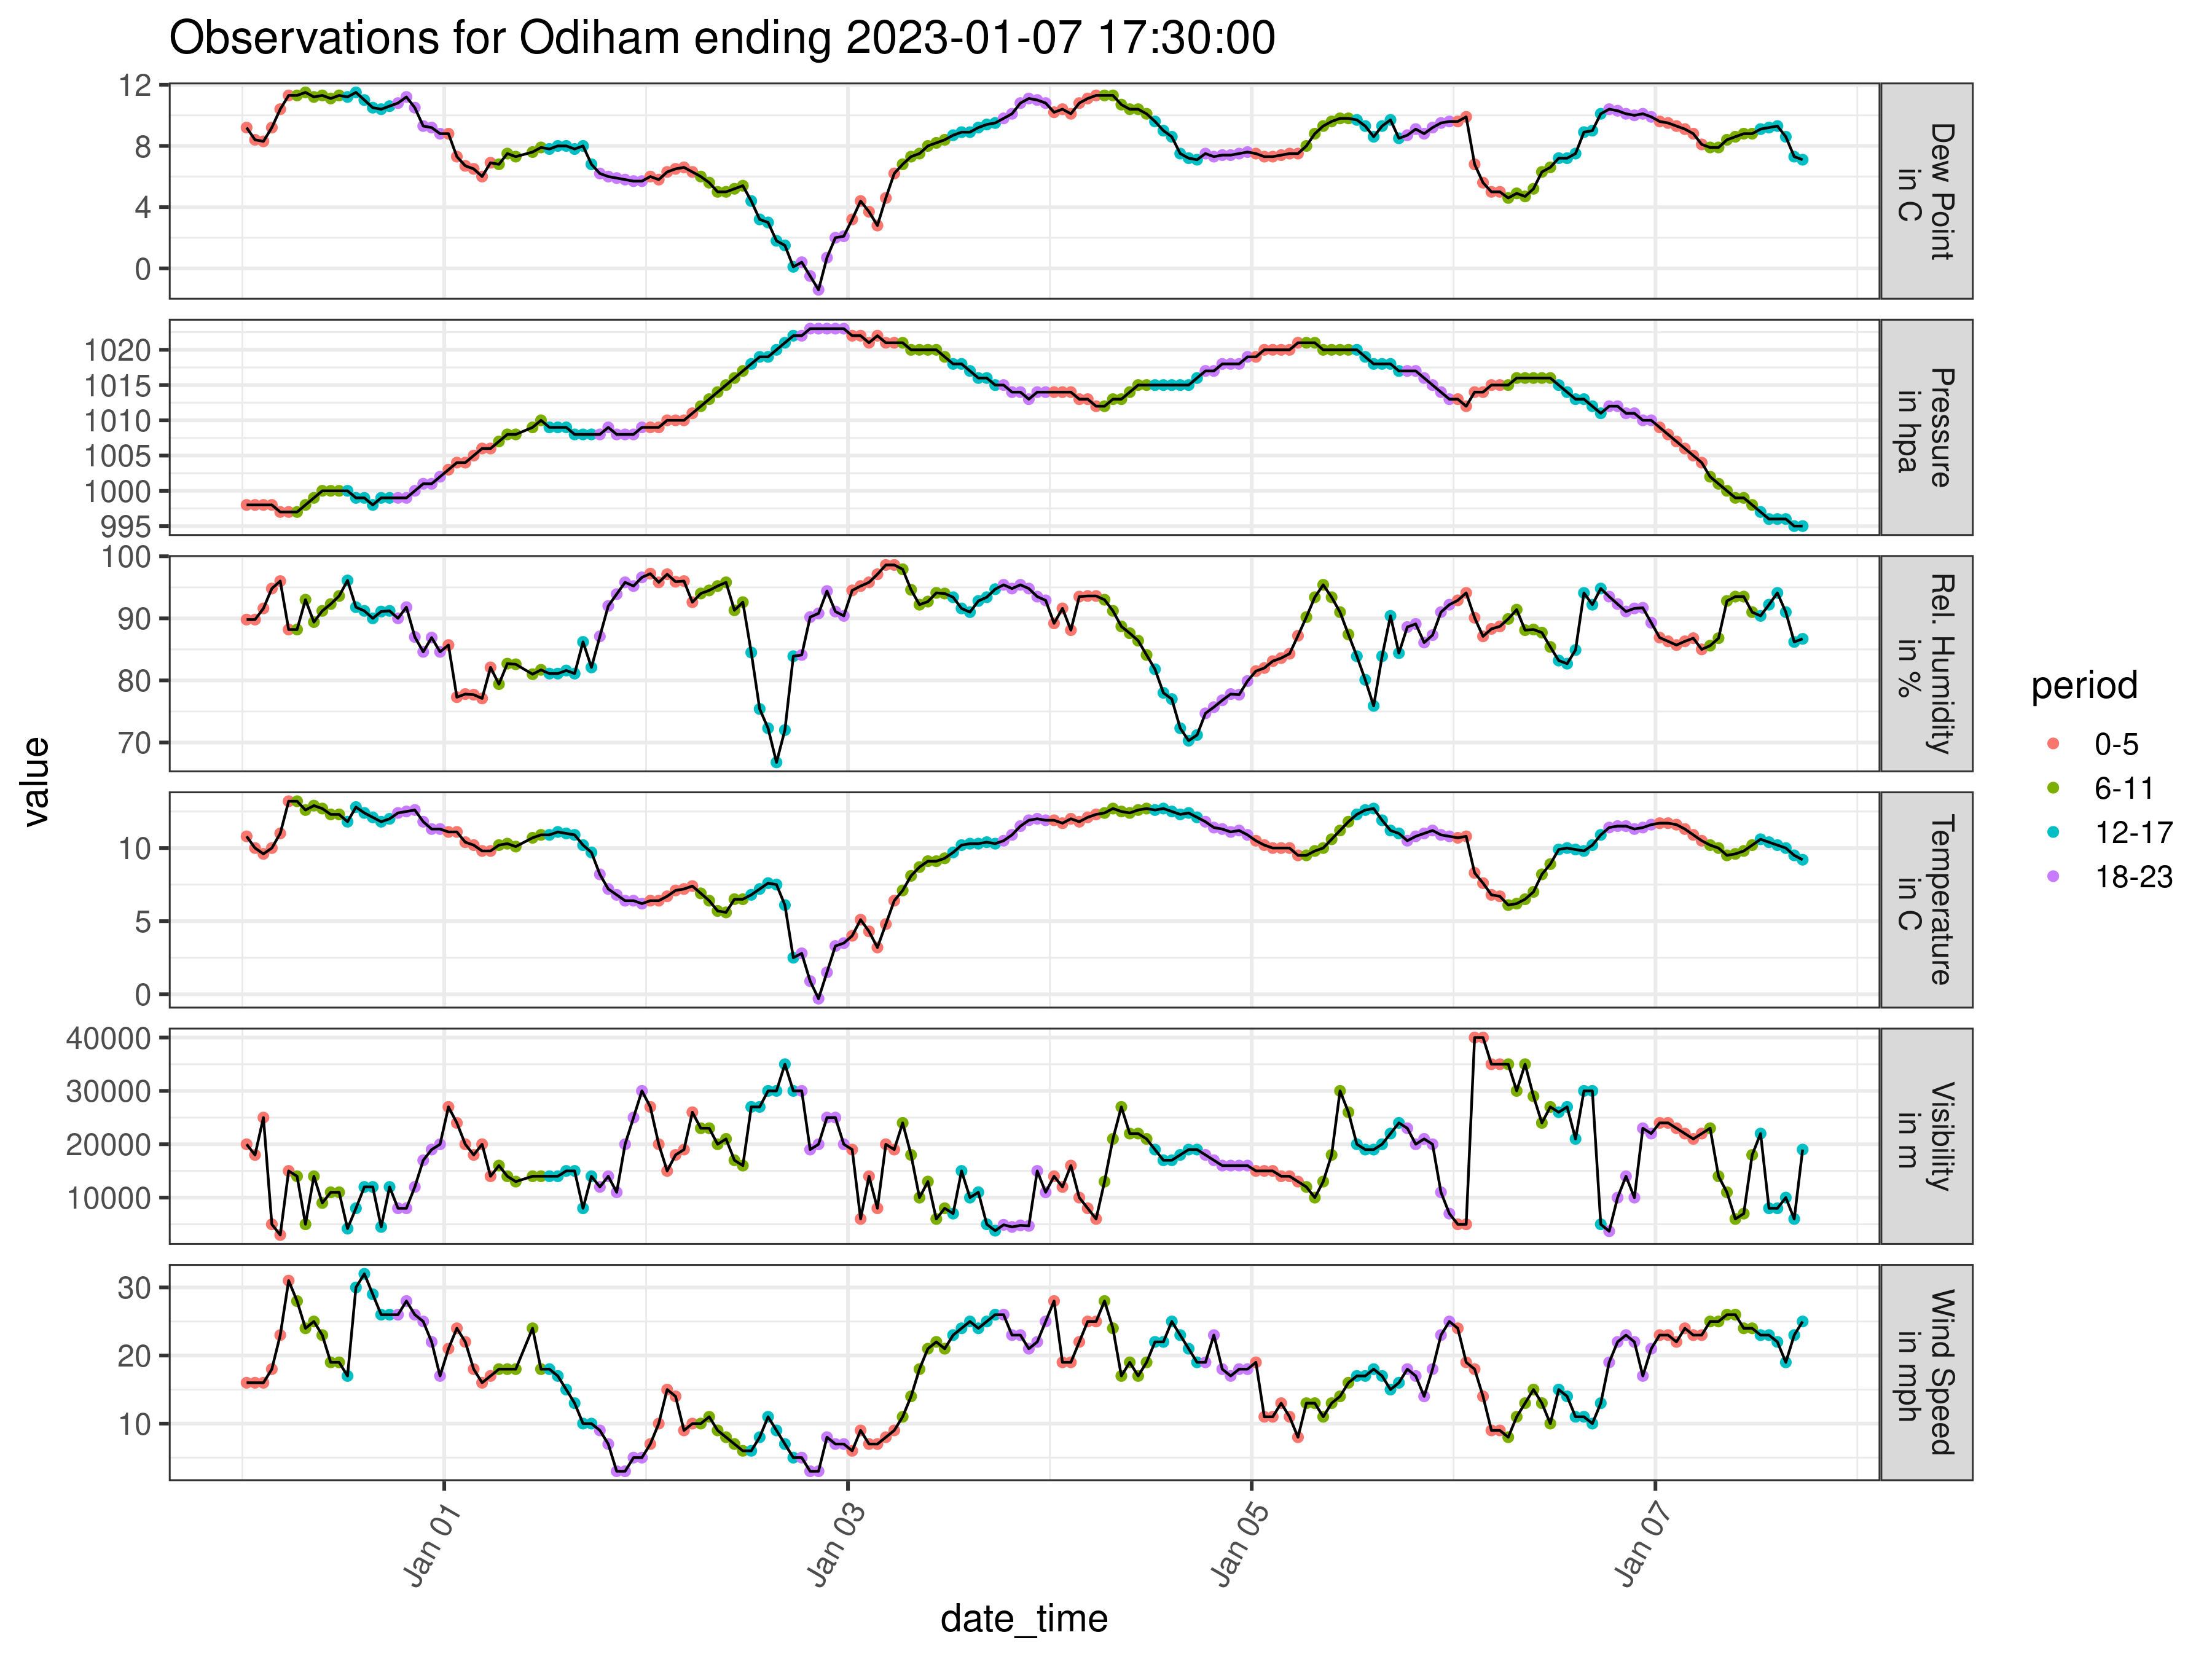 Observations for Odiham ending 2023-01-07 17:30:00
value
12
8
4
0
Dew Point
in C
1020
1015
1010
1005
1000
995
Pressure
in hpa
100
90
80
70
Rel. Humidity
in %
10
5
0
Temperature
in C
40000
30000
20000
10000
Visibility
in m
30
20
10
Wind Speed
in mph
Jan 01
Jan 03
Jan 05
Jan 07
date_time
period
0-5
6-11
12-17
18-23